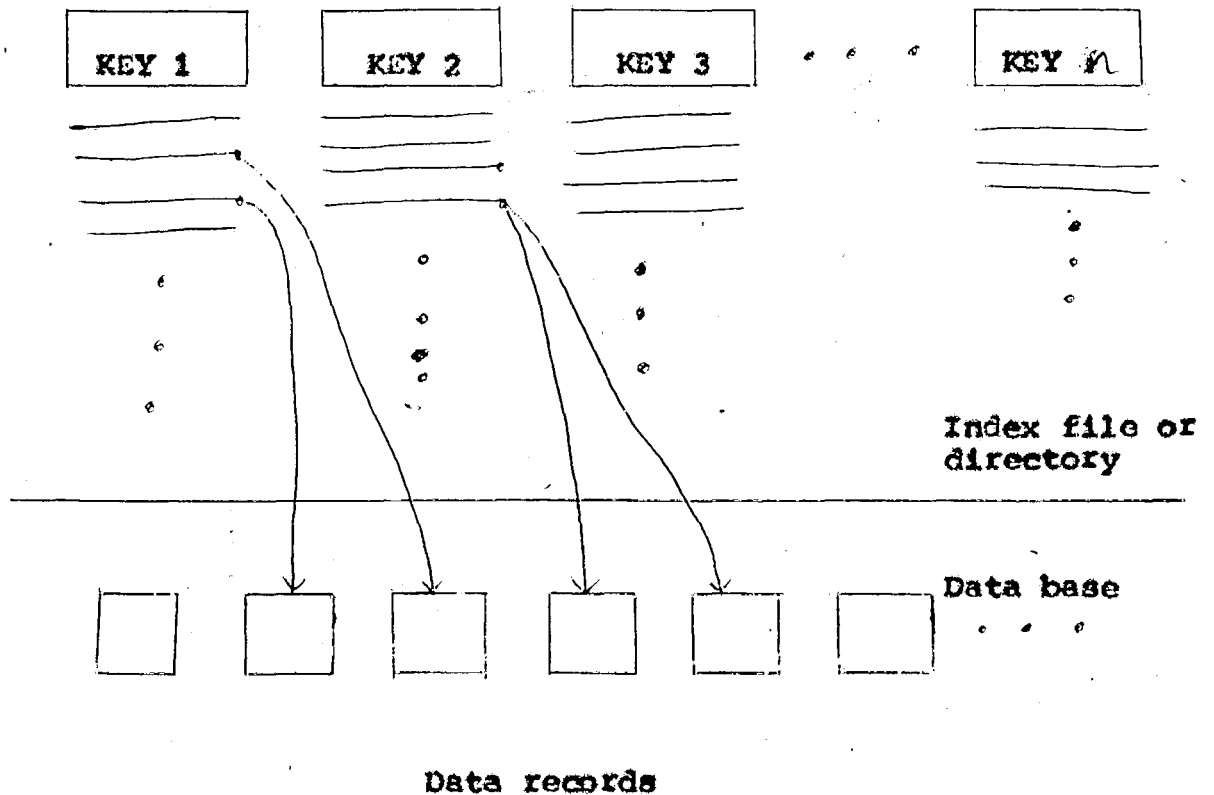 KEY 1
KEY 2
KEY 3
KEY n
Index file or
directory
Data base
Data records